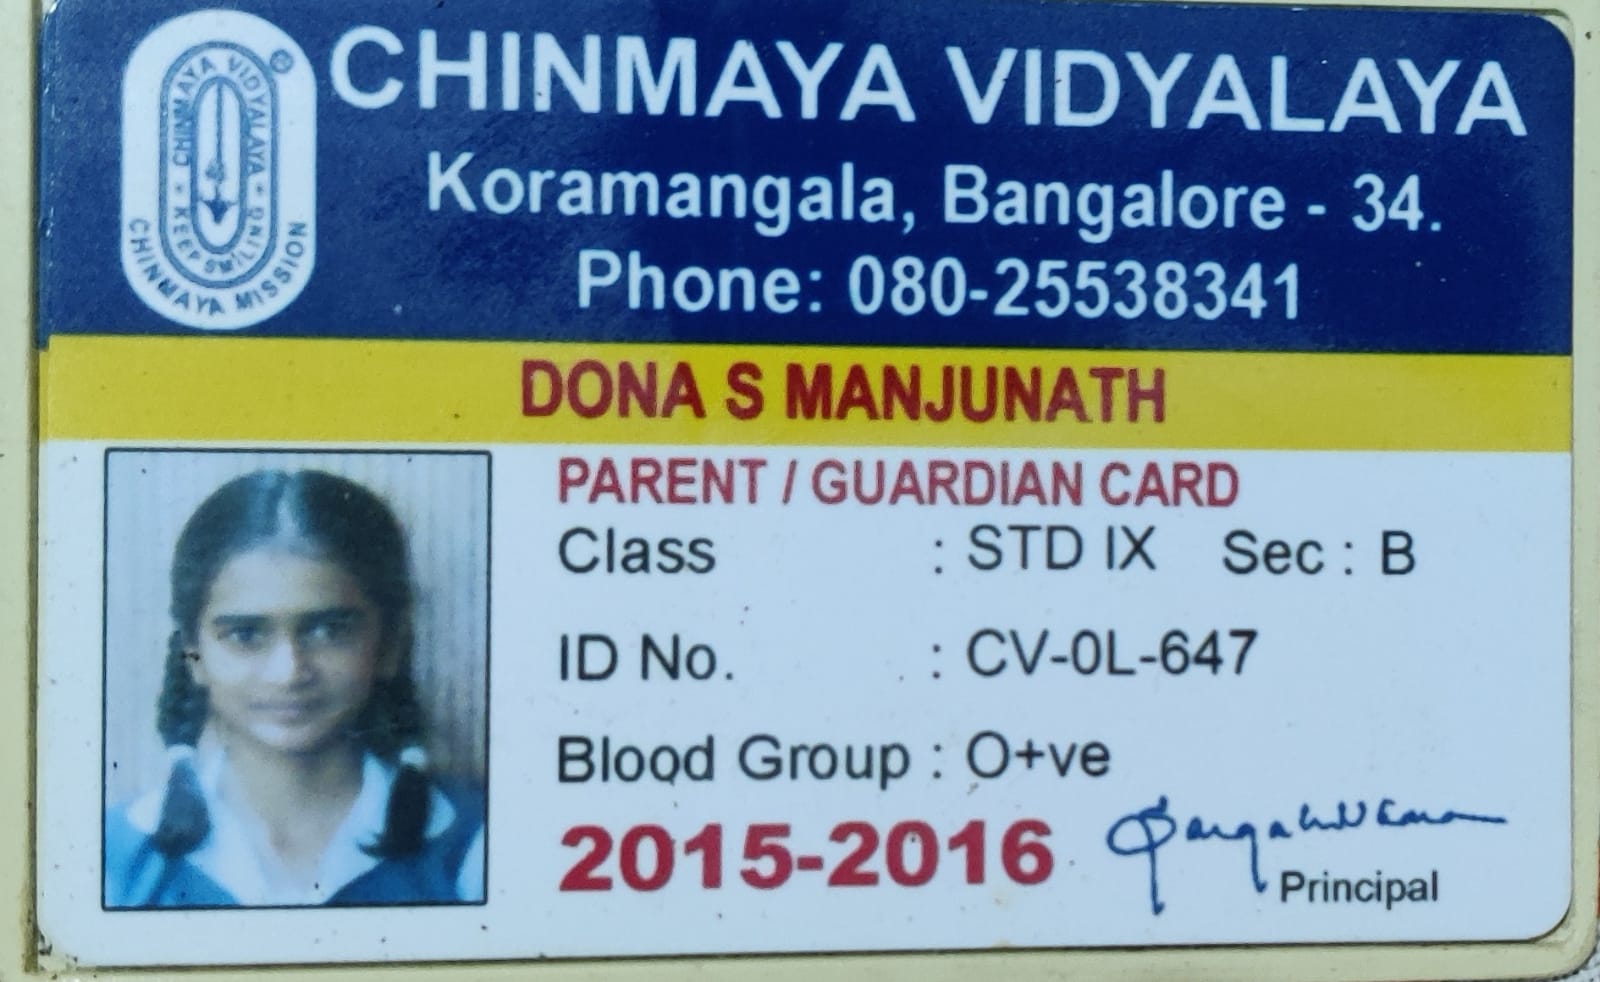 CHINMAYA VIDYALAYA
Koramangala, Bangalore - 34.
Phone: 080-25538341
CHINMAYA VIDYALAYA • KEEP SMILING •
CHINMAYA MISSION
DONA S MANJUNATH
PARENT / GUARDIAN CARD
Class : STD IX Sec : B
ID No. : CV-0L-647
Blood Group : O+ve
2015-2016
Principal